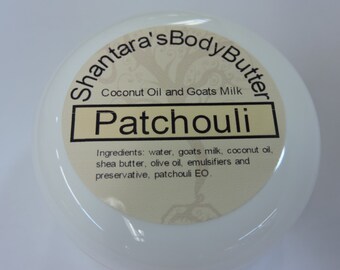 Shantara'sBodyButter
Coconut Oil and Goats Milk
Patchouli
Ingredients: water, goats milk, coconut oil,
shea butter, olive oil, emulsifiers and
preservative, patchouli EO.